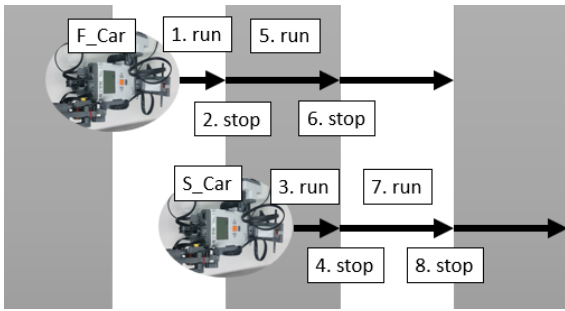 F_Car
1. run
5. run
2. stop
6. stop
S_Car
3. run
7. run
4. stop
8. stop